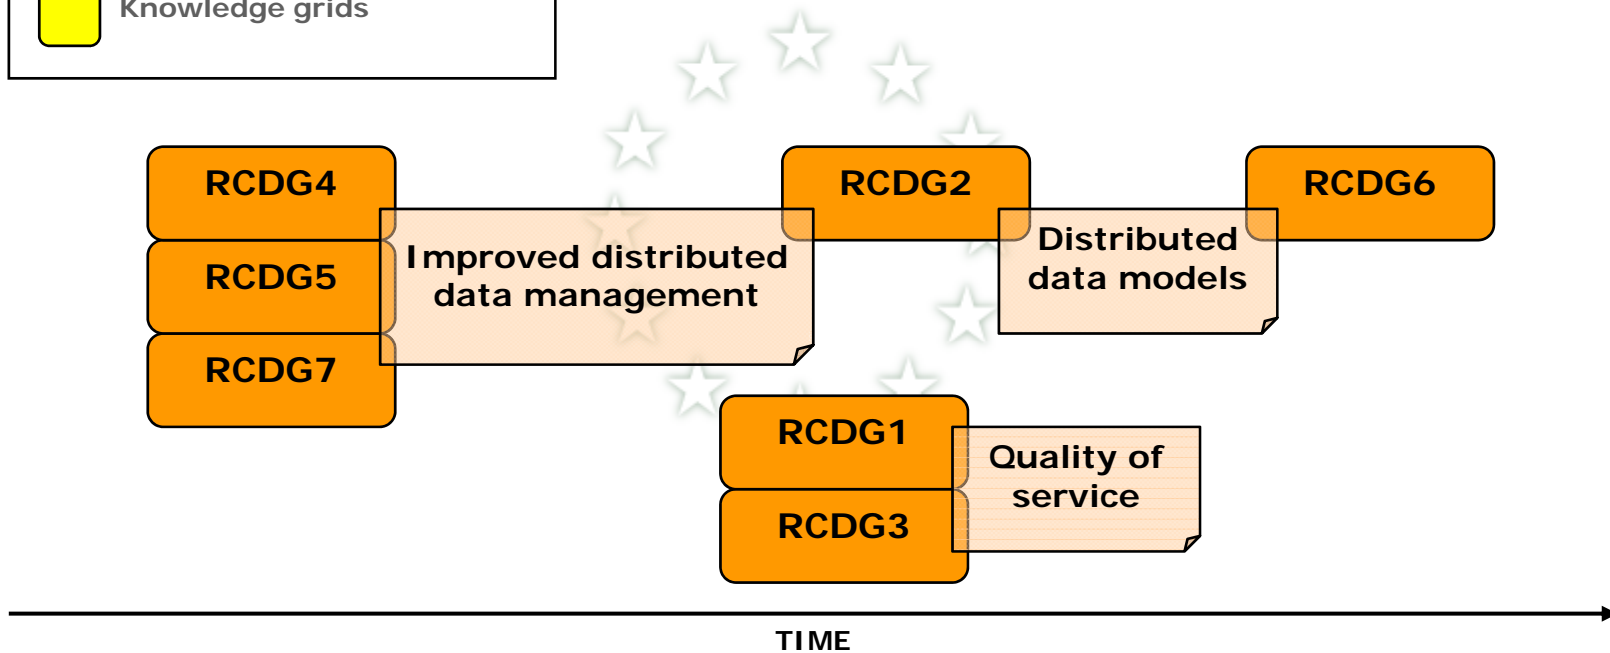 Knowledge grids
RCDG4
RCDG2
RCDG6
Improved distributed
data management
Distributed
data models
RCDG5
RCDG7
RCDG1
Quality of
service
RCDG3
TIME